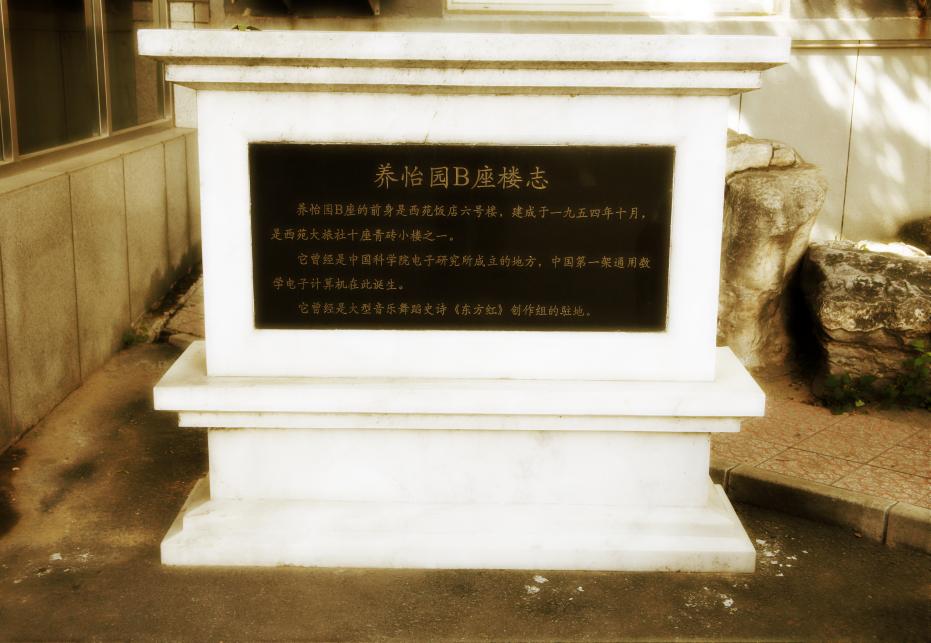 养怡园B座楼志
养怡园B座的前身是西苑饭店六号楼，建成于一九五四年十月，
是西苑大旅社十座青砖小楼之一。
它曾经是中国科学院电子研究所成立的地方，中国第一架通用数
学电子计算机在此诞生。
它曾经是大型音乐舞蹈史诗《东方红》创作组的驻地。